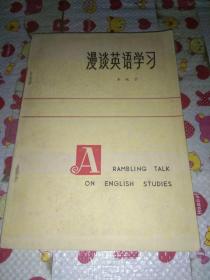 漫谈英语学习
A
RAMBLING TALK
ON ENGLISH STUDIES